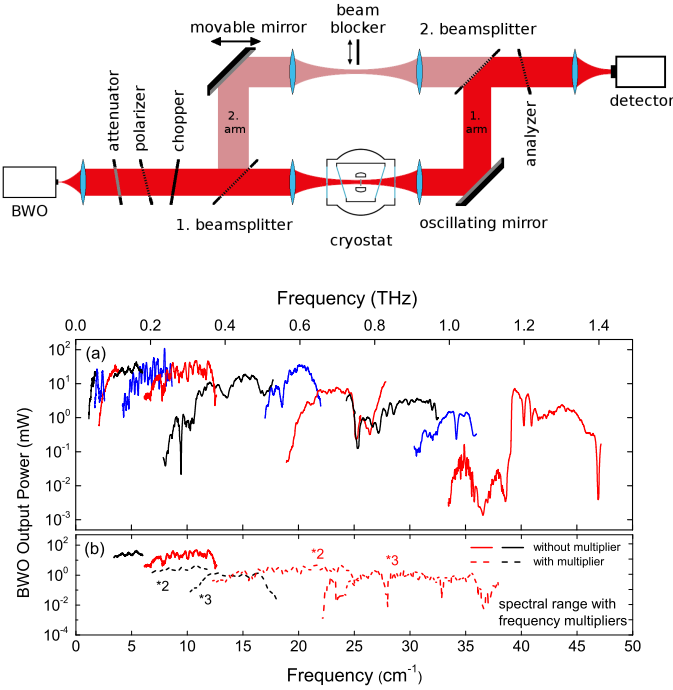 beam
blocker
movable mirror
2. beamsplitter
attenuator
polarizer
chopper
2.
arm
1.
arm
analyzer
detector
BWO
1. beamsplitter
cryostat
oscillating mirror
Frequency (THz)
0.0 0.2 0.4 0.6 0.8 1.0 1.2 1.4
BWO Output Power (mW)
(a)
10^2
10^1
10^0
10^-1
10^-2
10^-3
(b)
10^2
10^0
10^-2
10^-4
*2
*3
*2
*3
without multiplier
with multiplier
spectral range with
frequency multipliers
0 5 10 15 20 25 30 35 40 45 50
Frequency (cm^-1)